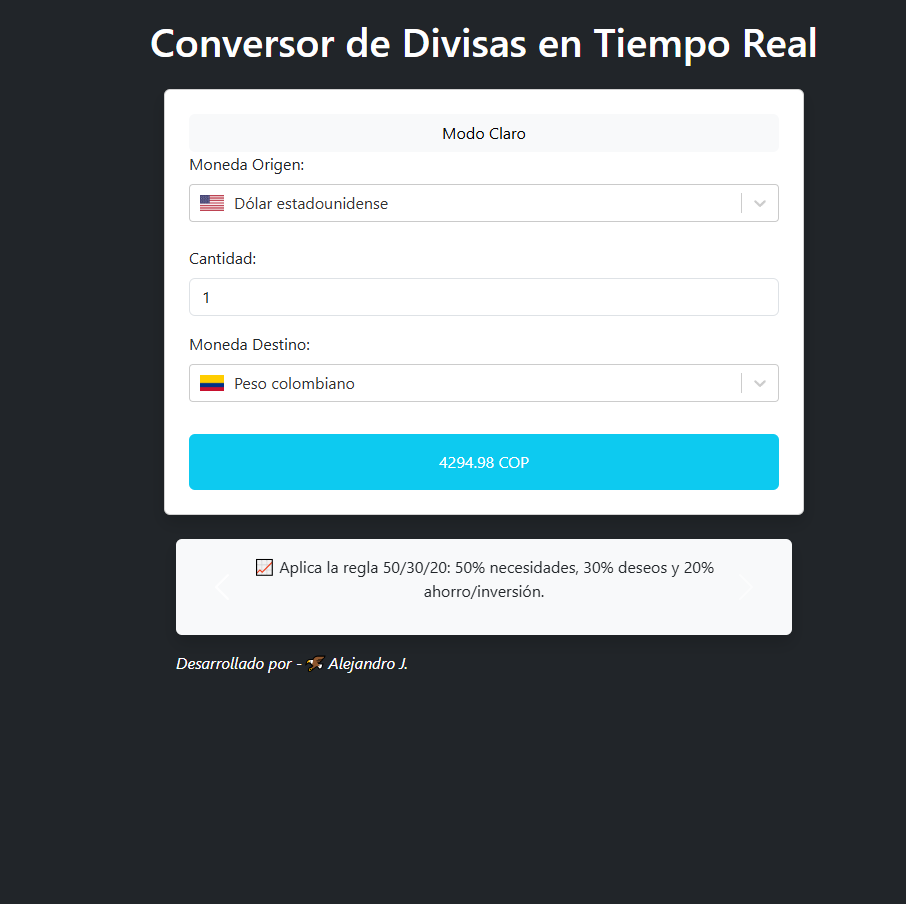 Conversor de Divisas en Tiempo Real
Modo Claro
Moneda Origen:
Dólar estadounidense
Cantidad:
1
Moneda Destino:
Peso colombiano
4294.98 COP
📈 Aplica la regla 50/30/20: 50% necesidades, 30% deseos y 20%
ahorro/inversión.
Desarrollado por - 🦅 Alejandro J.